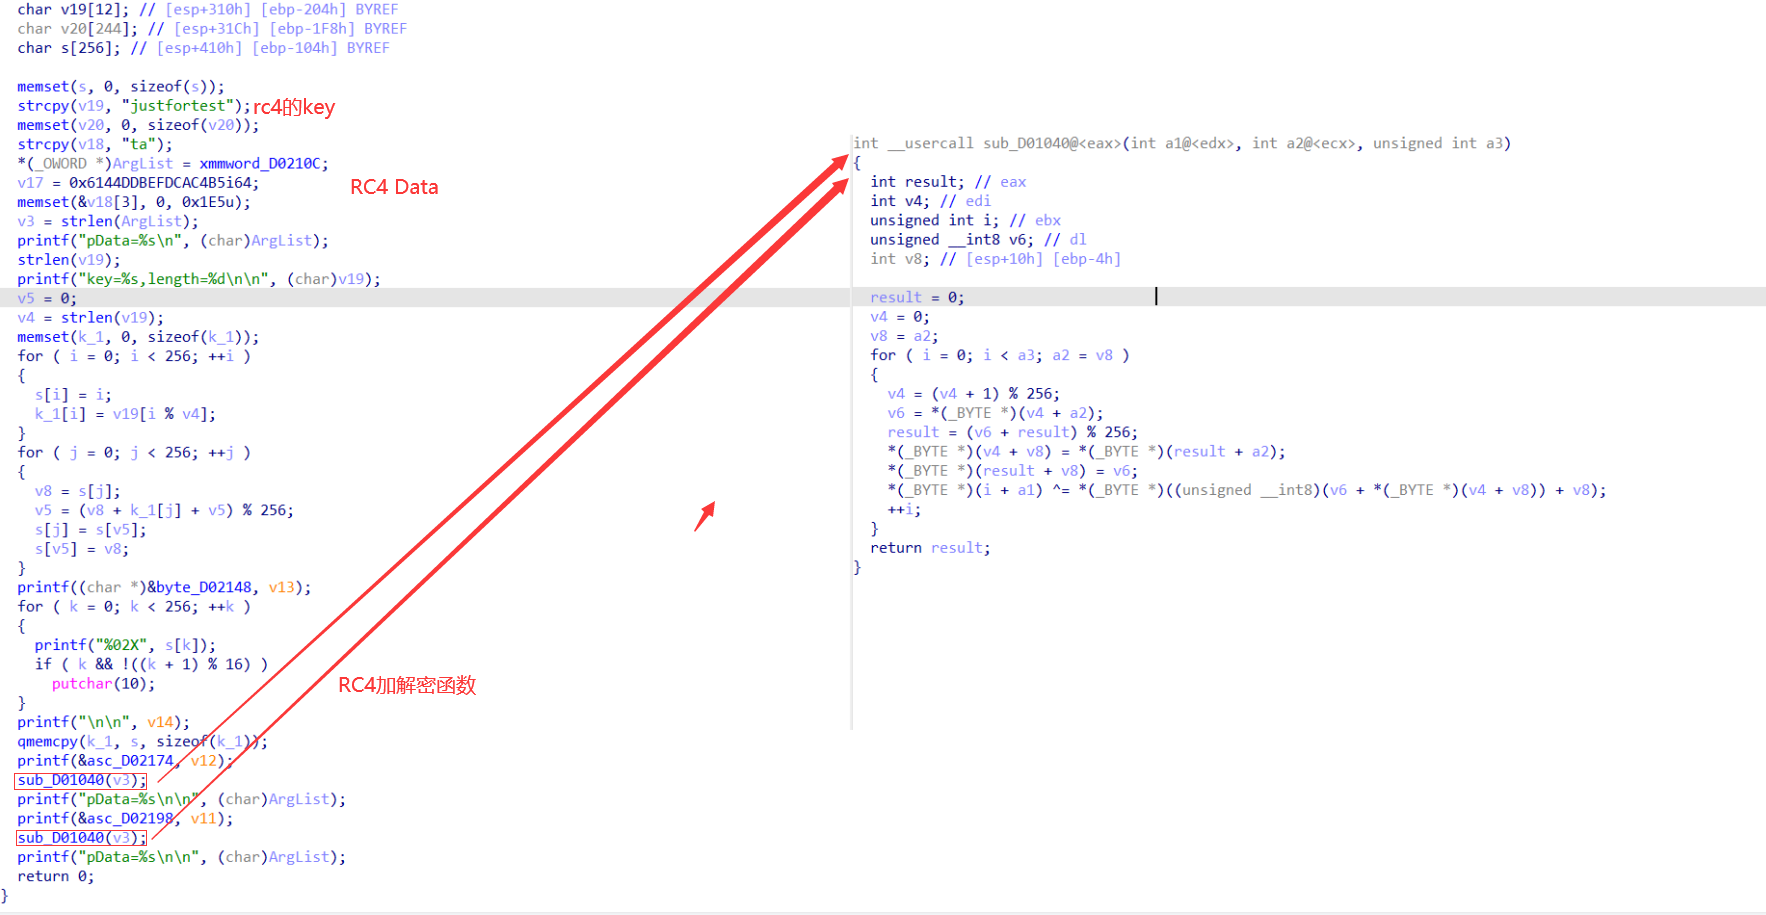 char v19[12]; // [esp+310h] [ebp-204h] BYREF
char v20[244]; // [esp+31Ch] [ebp-1F8h] BYREF
char s[256]; // [esp+410h] [ebp-104h] BYREF
memset(s, 0, sizeof(s));
strcpy(v19, "justfortest"); rc4的key
memset(v20, 0, sizeof(v20));
strcpy(v18, "ta");
*(_OWORD *)ArgList = xmmword_D0210C;
v17 = 0x6144DDBEFDCAC4B5i64;
RC4 Data
memset(&v18[3], 0, 0x1E5u);
v3 = strlen(ArgList);
printf("pData=%s\n", (char)ArgList);
strlen(v19);
printf("key=%s,length=%d\n\n", (char)v19);
v5 = 0;
v4 = strlen(v19);
memset(k_1, 0, sizeof(k_1));
for ( i = 0; i < 256; ++i )
{
s[i] = i;
k_1[i] = v19[i % v4];
}
for ( j = 0; j < 256; ++j )
{
v8 = s[j];
v5 = (v8 + k_1[j] + v5) % 256;
s[j] = s[v5];
s[v5] = v8;
}
printf((char *)&byte_D02148, v13);
for ( k = 0; k < 256; ++k )
{
printf("%02X", s[k]);
if ( k && !((k + 1) % 16) )
putchar(10);
}
RC4加解密函数
printf("\n\n", v14);
qmemcpy(k_1, s, sizeof(k_1));
printf(&asc_D02174, v12);
sub_D01040(v3);
printf("pData=%s\n\n", (char)ArgList);
printf(&asc_D02198, v11);
sub_D01040(v3);
printf("pData=%s\n\n", (char)ArgList);
return 0;
}
int __usercall sub_D01040@<eax>(int a1@<edx>, int a2@<ecx>, unsigned int a3)
{
int result; // eax
int v4; // edi
unsigned int i; // ebx
unsigned __int8 v6; // dl
int v8; // [esp+10h] [ebp-4h]
result = 0;
v4 = 0;
v8 = a2;
for ( i = 0; i < a3; a2 = v8 )
{
v4 = (v4 + 1) % 256;
v6 = *(_BYTE *)(v4 + a2);
result = (v6 + result) % 256;
*(_BYTE *)(v4 + v8) = *(_BYTE *)(result + a2);
*(_BYTE *)(result + v8) = v6;
*(_BYTE *)(i + a1) ^= *(_BYTE *)((unsigned __int8)(v6 + *(_BYTE *)(v4 + v8)) + v8);
++i;
}
return result;
}